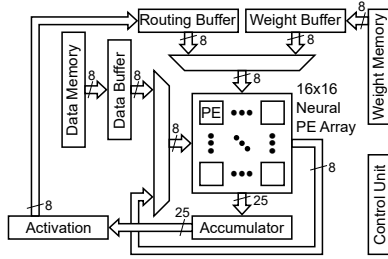 Routing Buffer
Weight Buffer
8
8
8
Weight Memory
Data Memory
8
Data Buffer
8
8
16x16
Neural
PE Array
PE
8
8
25
25
8
Activation
Accumulator
Control Unit